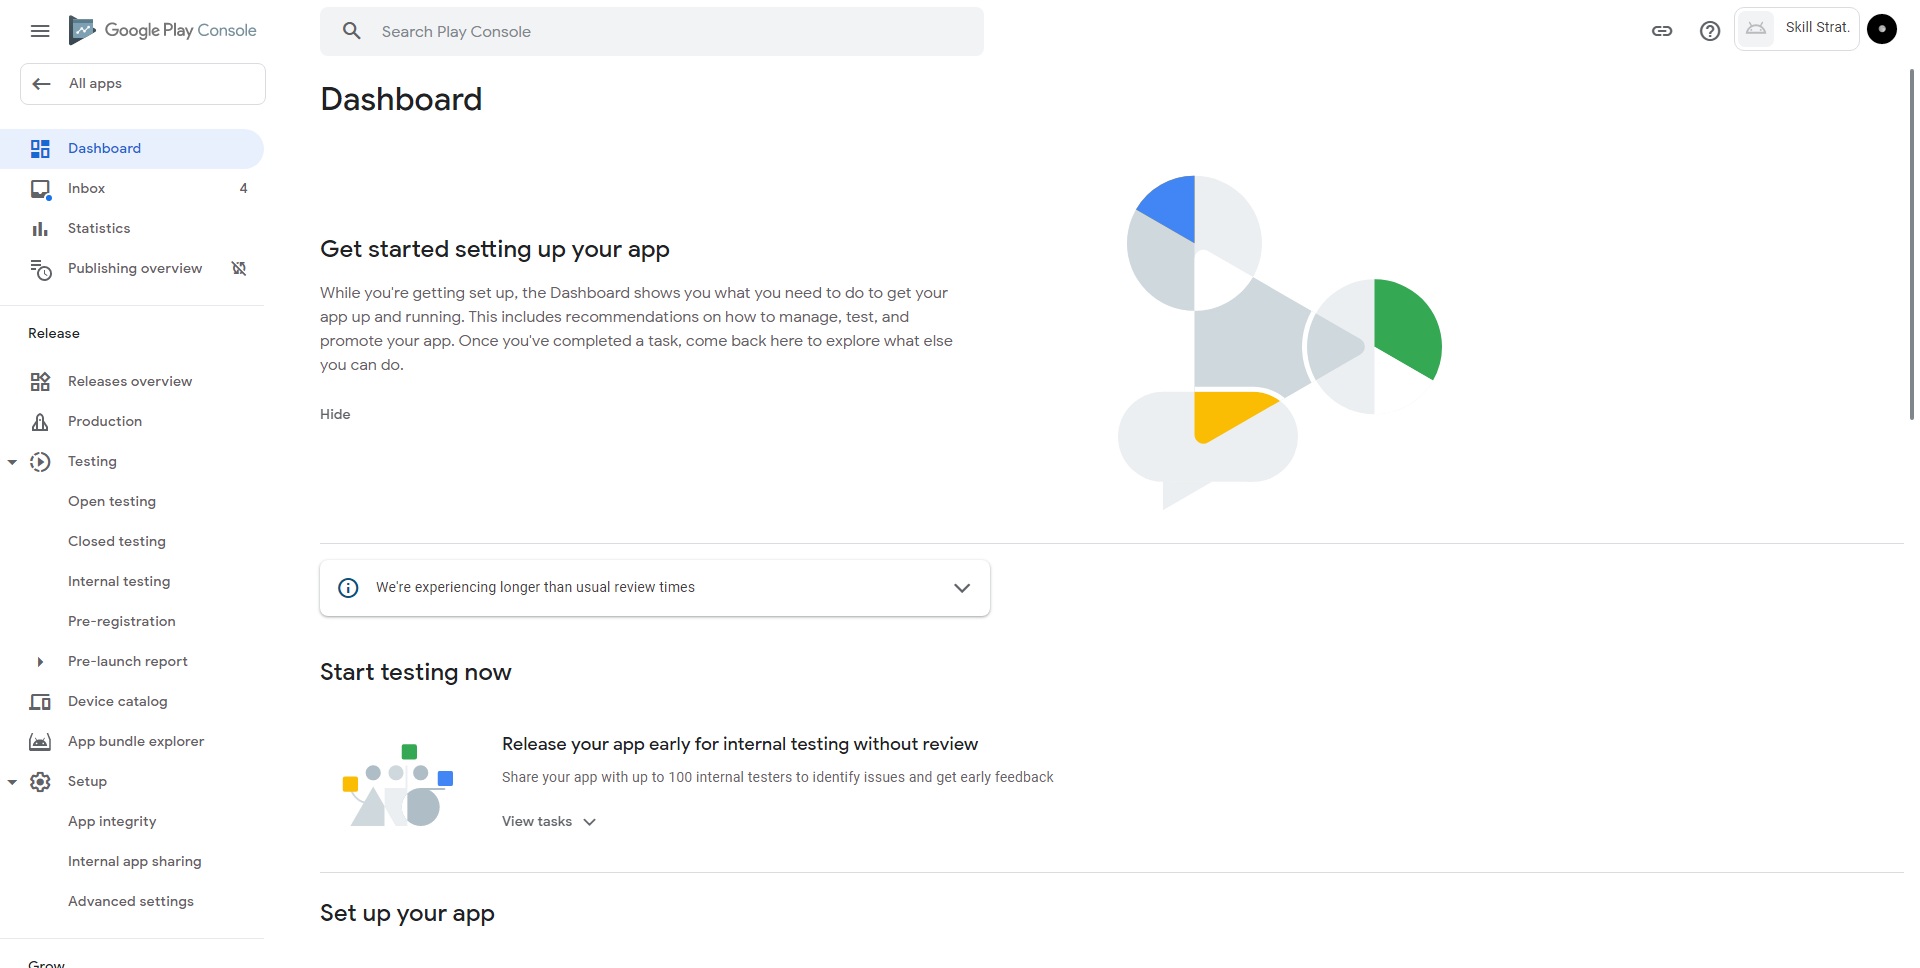 Google Play Console
Search Play Console
Skill Strat.
All apps
Dashboard
Inbox 4
Statistics
Publishing overview
Release
Releases overview
Production
Testing
Open testing
Closed testing
Internal testing
Pre-registration
Pre-launch report
Device catalog
App bundle explorer
Setup
App integrity
Internal app sharing
Advanced settings
Grow
Dashboard
Get started setting up your app
While you're getting set up, the Dashboard shows you what you need to do to get your
app up and running. This includes recommendations on how to manage, test, and
promote your app. Once you've completed a task, come back here to explore what else
you can do.
Hide
We're experiencing longer than usual review times
Start testing now
Release your app early for internal testing without review
Share your app with up to 100 internal testers to identify issues and get early feedback
View tasks
Set up your app